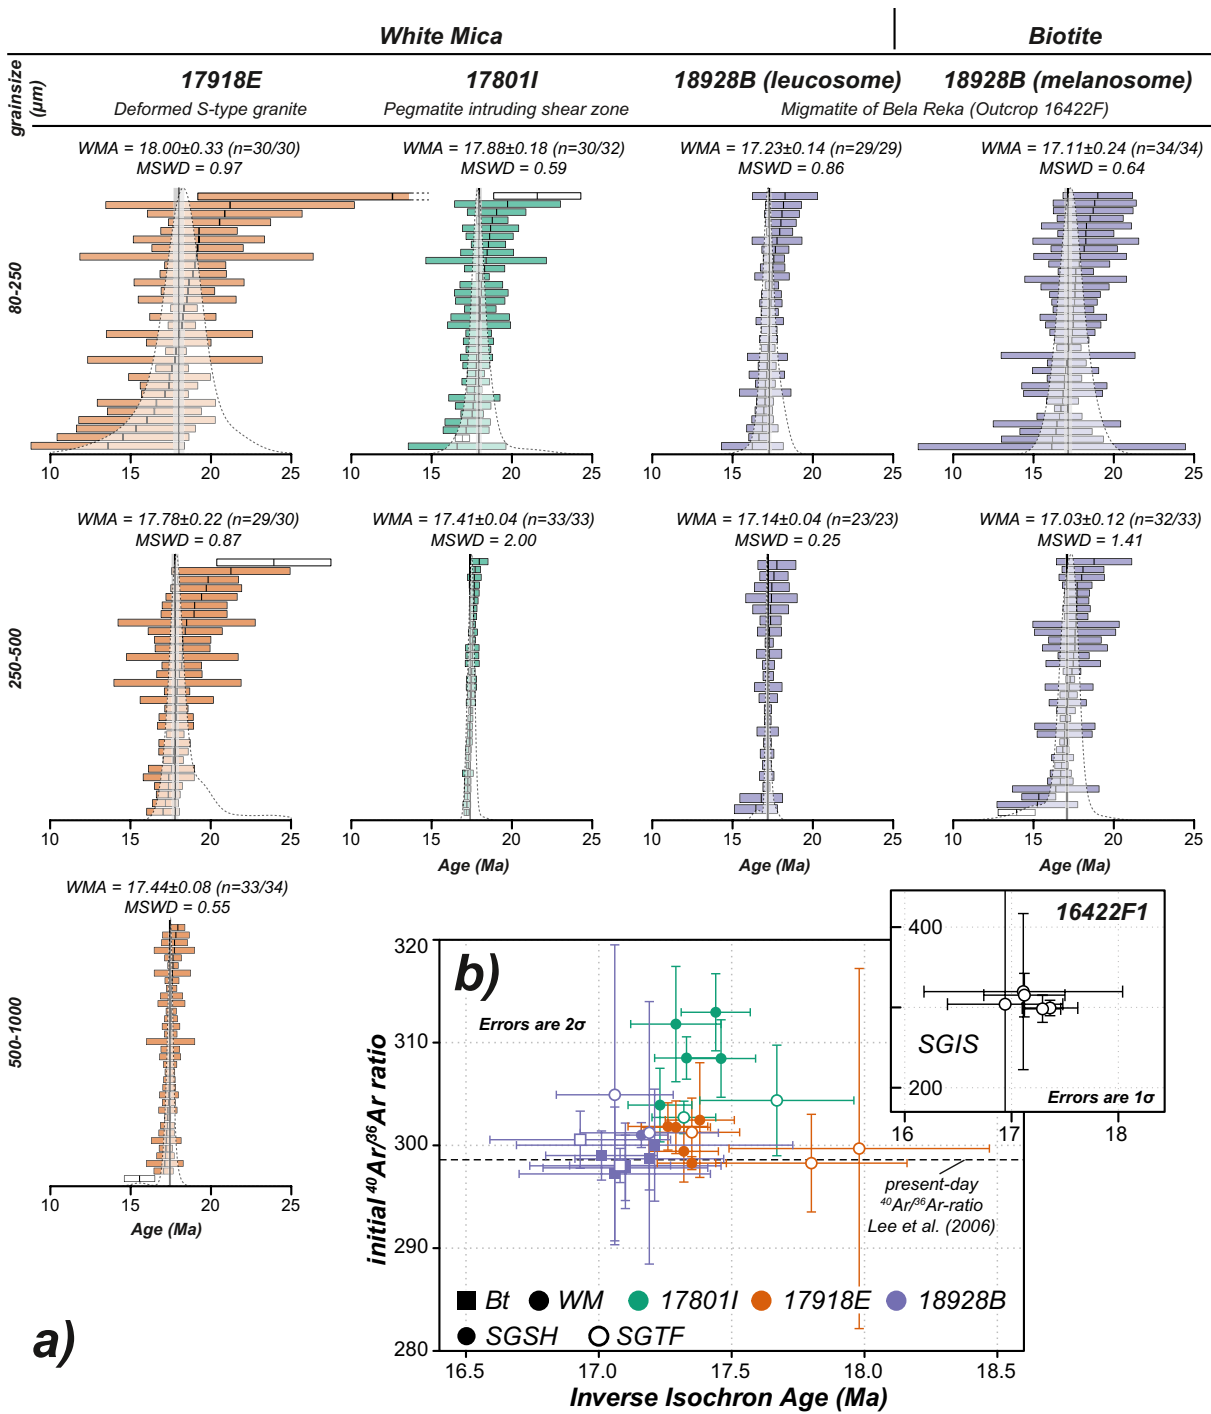 White Mica
Biotite
grainsize (μm)
17918E
17801I
18928B (leucosome)
18928B (melanosome)
Deformed S-type granite
Pegmatite intruding shear zone
Migmatite of Bela Reka (Outcrop 16422F)
80-250
WMA = 18.00±0.33 (n=30/30)
MSWD = 0.97
WMA = 17.88±0.18 (n=30/32)
MSWD = 0.59
WMA = 17.23±0.14 (n=29/29)
MSWD = 0.86
WMA = 17.11±0.24 (n=34/34)
MSWD = 0.64
10 15 20 25
10 15 20 25
10 15 20 25
10 15 20 25
250-500
WMA = 17.78±0.22 (n=29/30)
MSWD = 0.87
WMA = 17.41±0.04 (n=33/33)
MSWD = 2.00
WMA = 17.14±0.04 (n=23/23)
MSWD = 0.25
WMA = 17.03±0.12 (n=32/33)
MSWD = 1.41
10 15 20 25
10 15 20 25
10 15 20 25
10 15 20 25
Age (Ma)
Age (Ma)
Age (Ma)
500-1000
WMA = 17.44±0.08 (n=33/34)
MSWD = 0.55
10 15 20 25
Age (Ma)
a)
b)
Errors are 2σ
initial ⁴⁰Ar/³⁶Ar ratio
320
310
300
290
280
present-day
⁴⁰Ar/³⁶Ar-ratio
Lee et al. (2006)
Bt WM 17801I 17918E 18928B
SGSH SGTF
16.5 17.0 17.5 18.0 18.5
Inverse Isochron Age (Ma)
16422F1
400
200
SGIS
Errors are 1σ
16 17 18